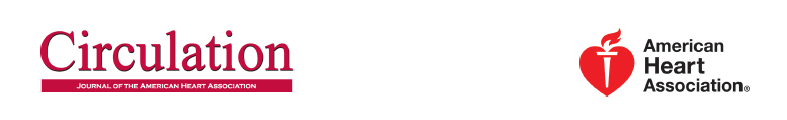 Circulation
JOURNAL OF THE AMERICAN HEART ASSOCIATION
American
Heart
Association®